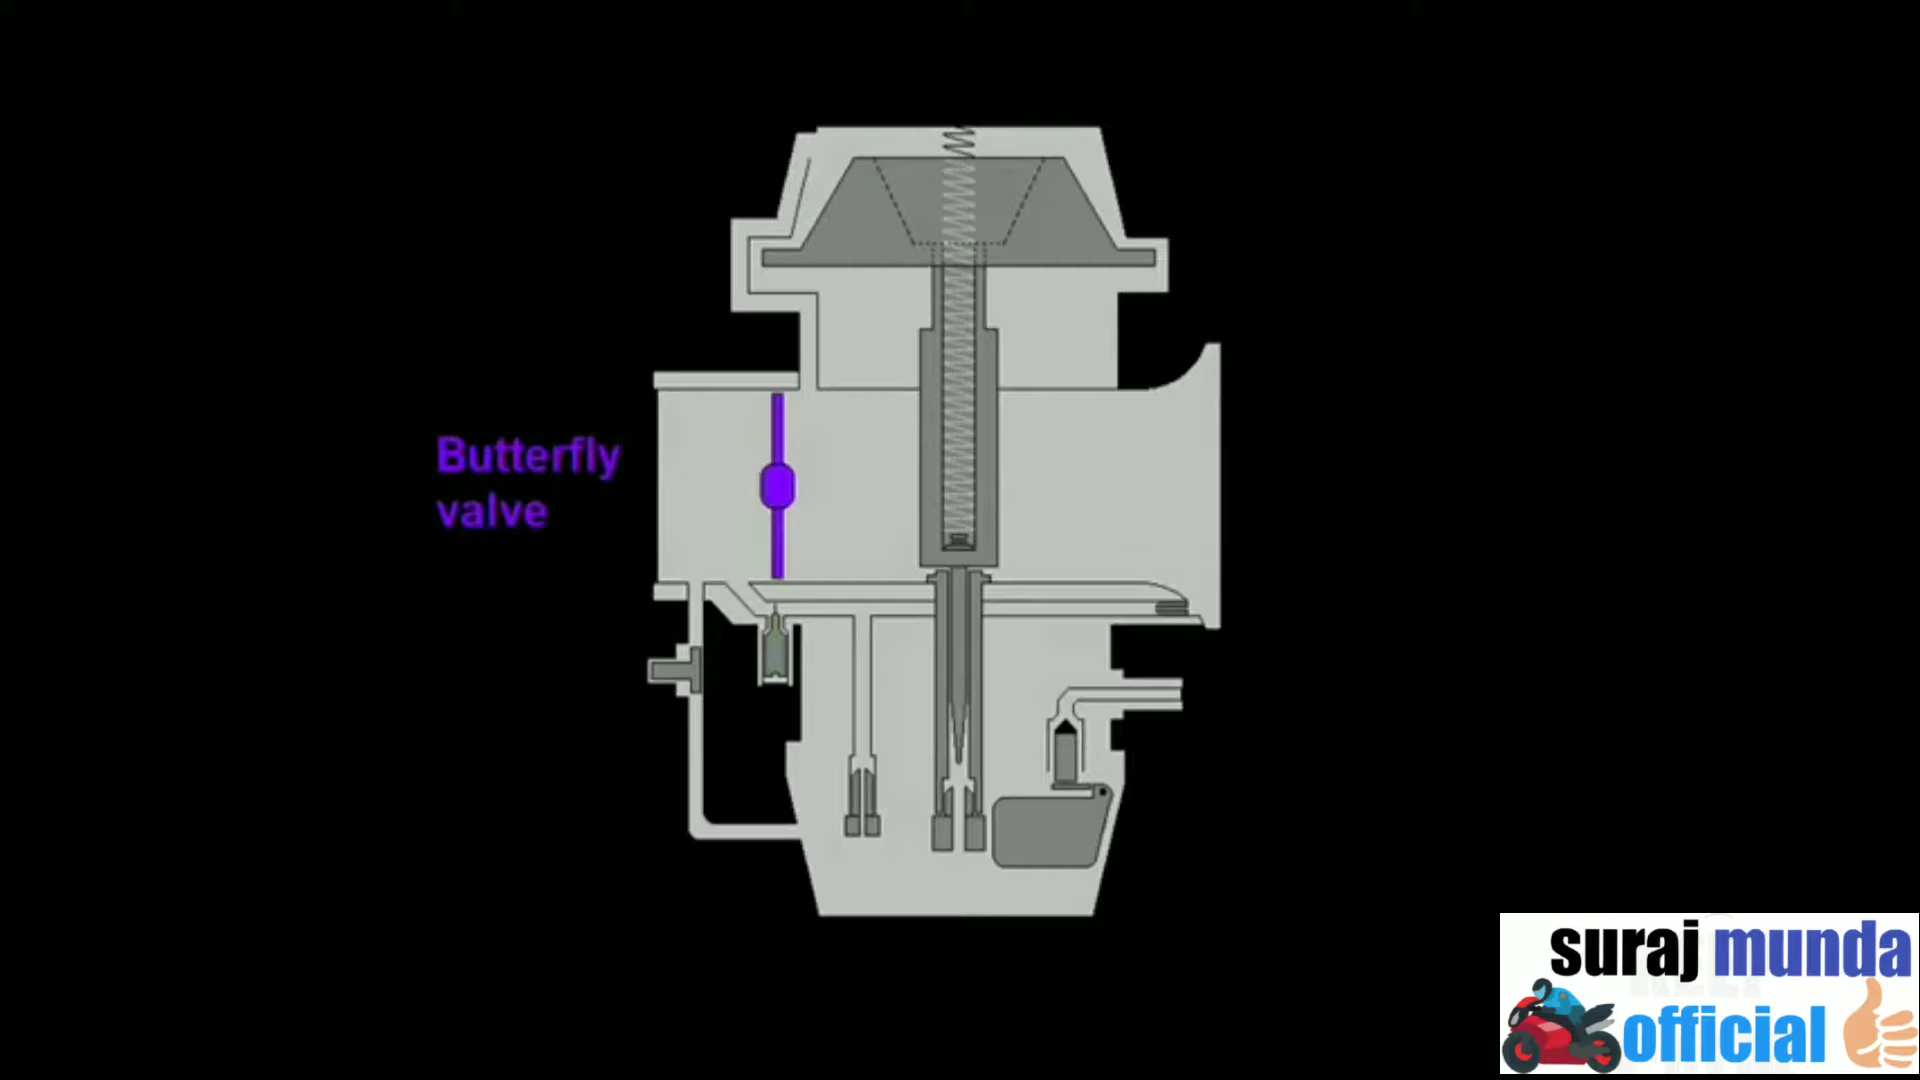 Butterfly
valve
suraj munda
official